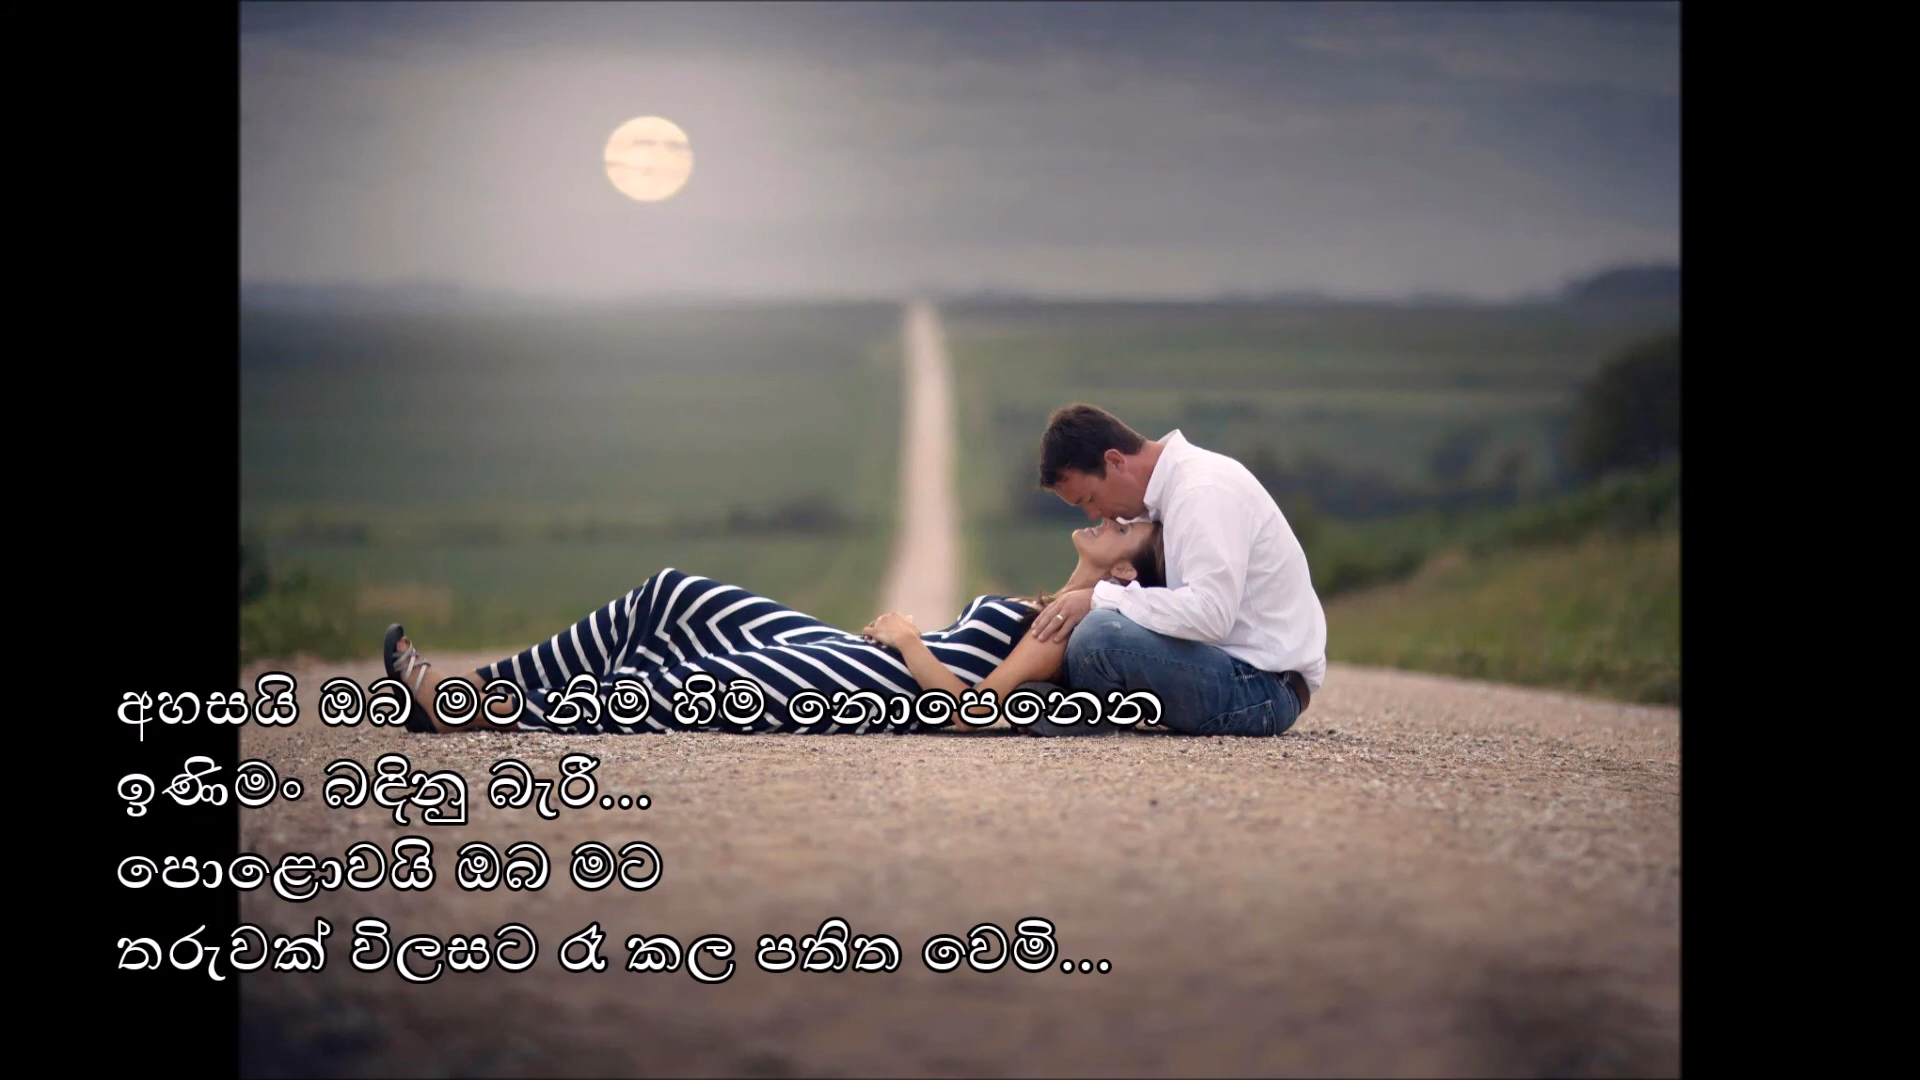 අහසයි ඔබ මට නිම් හිම් නොපෙනෙන
ඉණිමං බඳිනු බැරී...
පොළොවයි ඔබ මට
තරුවක් විලසට රෑ කල පතිත වෙමි...